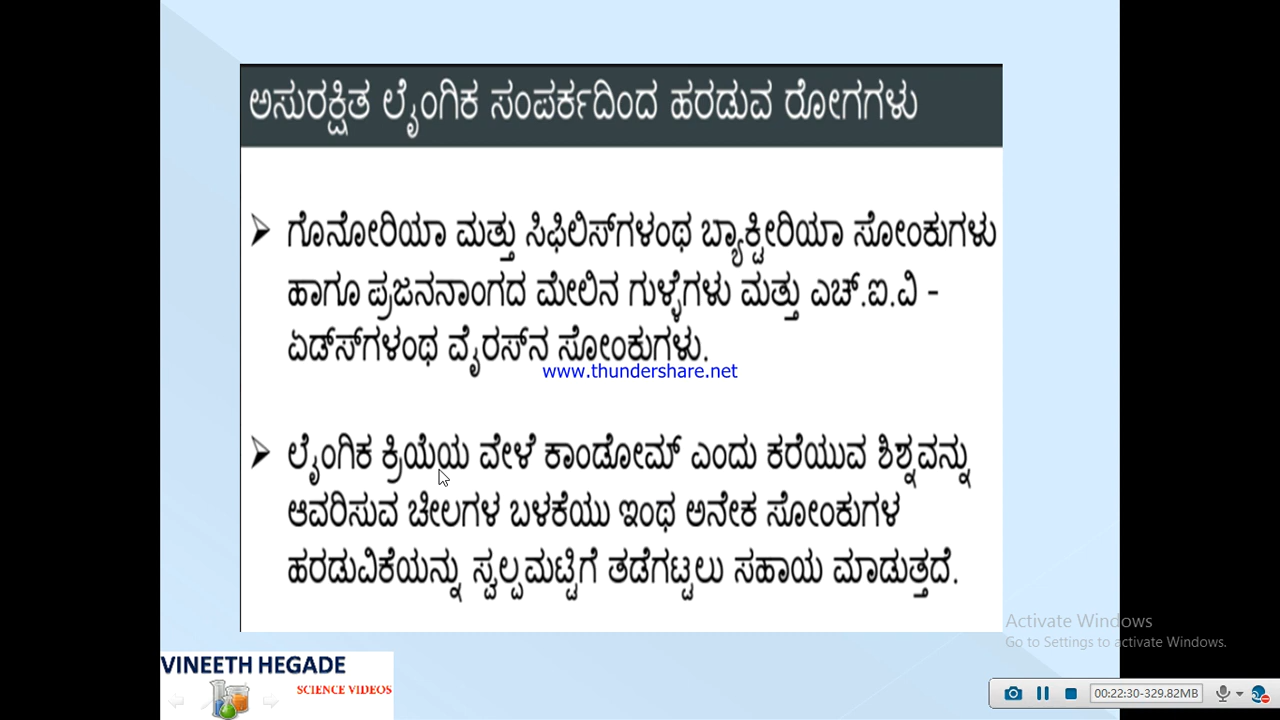 ಅಸುರಕ್ಷಿತ ಲೈಂಗಿಕ ಸಂಪರ್ಕದಿಂದ ಹರಡುವ ರೋಗಗಳು
ಗೊನೋರಿಯಾ ಮತ್ತು ಸಿಫಿಲಿಸ್‌ಗಳಂಥ ಬ್ಯಾಕ್ಟೀರಿಯಾ ಸೋಂಕುಗಳು
ಹಾಗೂ ಪ್ರಜನನಾಂಗದ ಮೇಲಿನ ಗುಳ್ಳೆಗಳು ಮತ್ತು ಎಚ್.ಐ.ವಿ -
ಏಡ್ಸ್‌ಗಳಂಥ ವೈರಸ್‌ನ ಸೋಂಕುಗಳು.
www.thundershare.net
ಲೈಂಗಿಕ ಕ್ರಿಯೆಯ ವೇಳೆ ಕಾಂಡೋಮ್ ಎಂದು ಕರೆಯುವ ಶಿಶ್ನವನ್ನು
ಆವರಿಸುವ ಚೀಲಗಳ ಬಳಕೆಯು ಇಂಥ ಅನೇಕ ಸೋಂಕುಗಳ
ಹರಡುವಿಕೆಯನ್ನು ಸ್ವಲ್ಪಮಟ್ಟಿಗೆ ತಡೆಗಟ್ಟಲು ಸಹಾಯ ಮಾಡುತ್ತದೆ.
Activate Windows
Go to Settings to activate Windows.
VINEETH HEGADE
SCIENCE VIDEOS
00:22:30-329.82MB